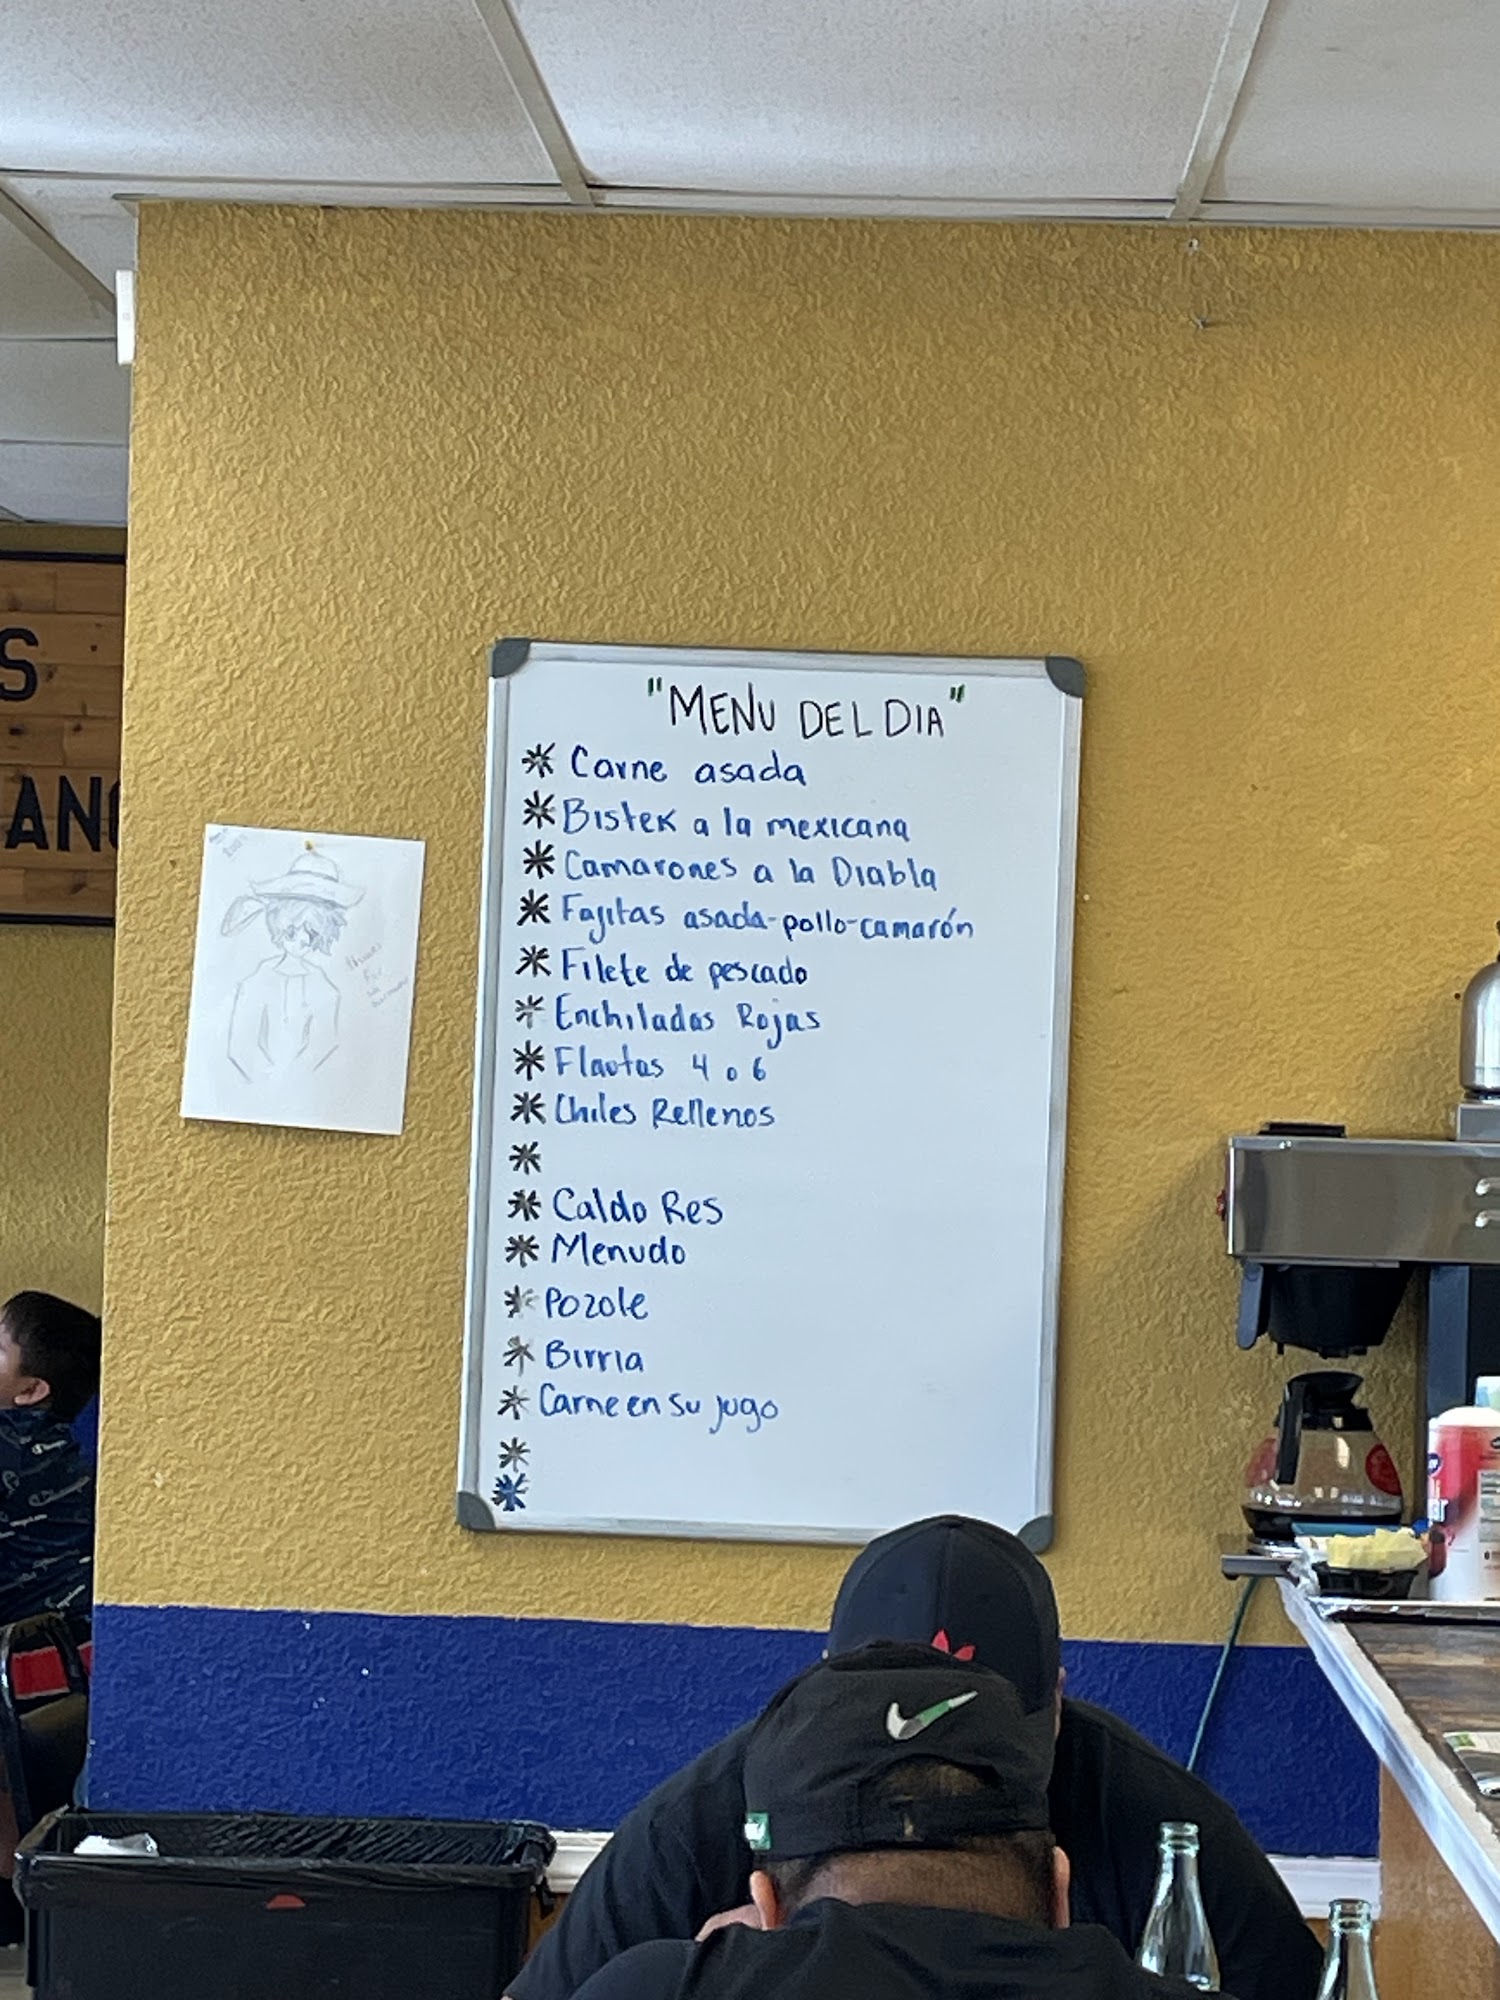 S
ANG
"MENU DEL DIA"
Carne asada
Bistek a la mexicana
Camarones a la Diabla
Fajitas asada-pollo-camarón
Filete de pescado
Enchiladas Rojas
Flautas 4 o 6
Chiles Rellenos
Caldo Res
Menudo
Pozole
Birria
Carne en su jugo